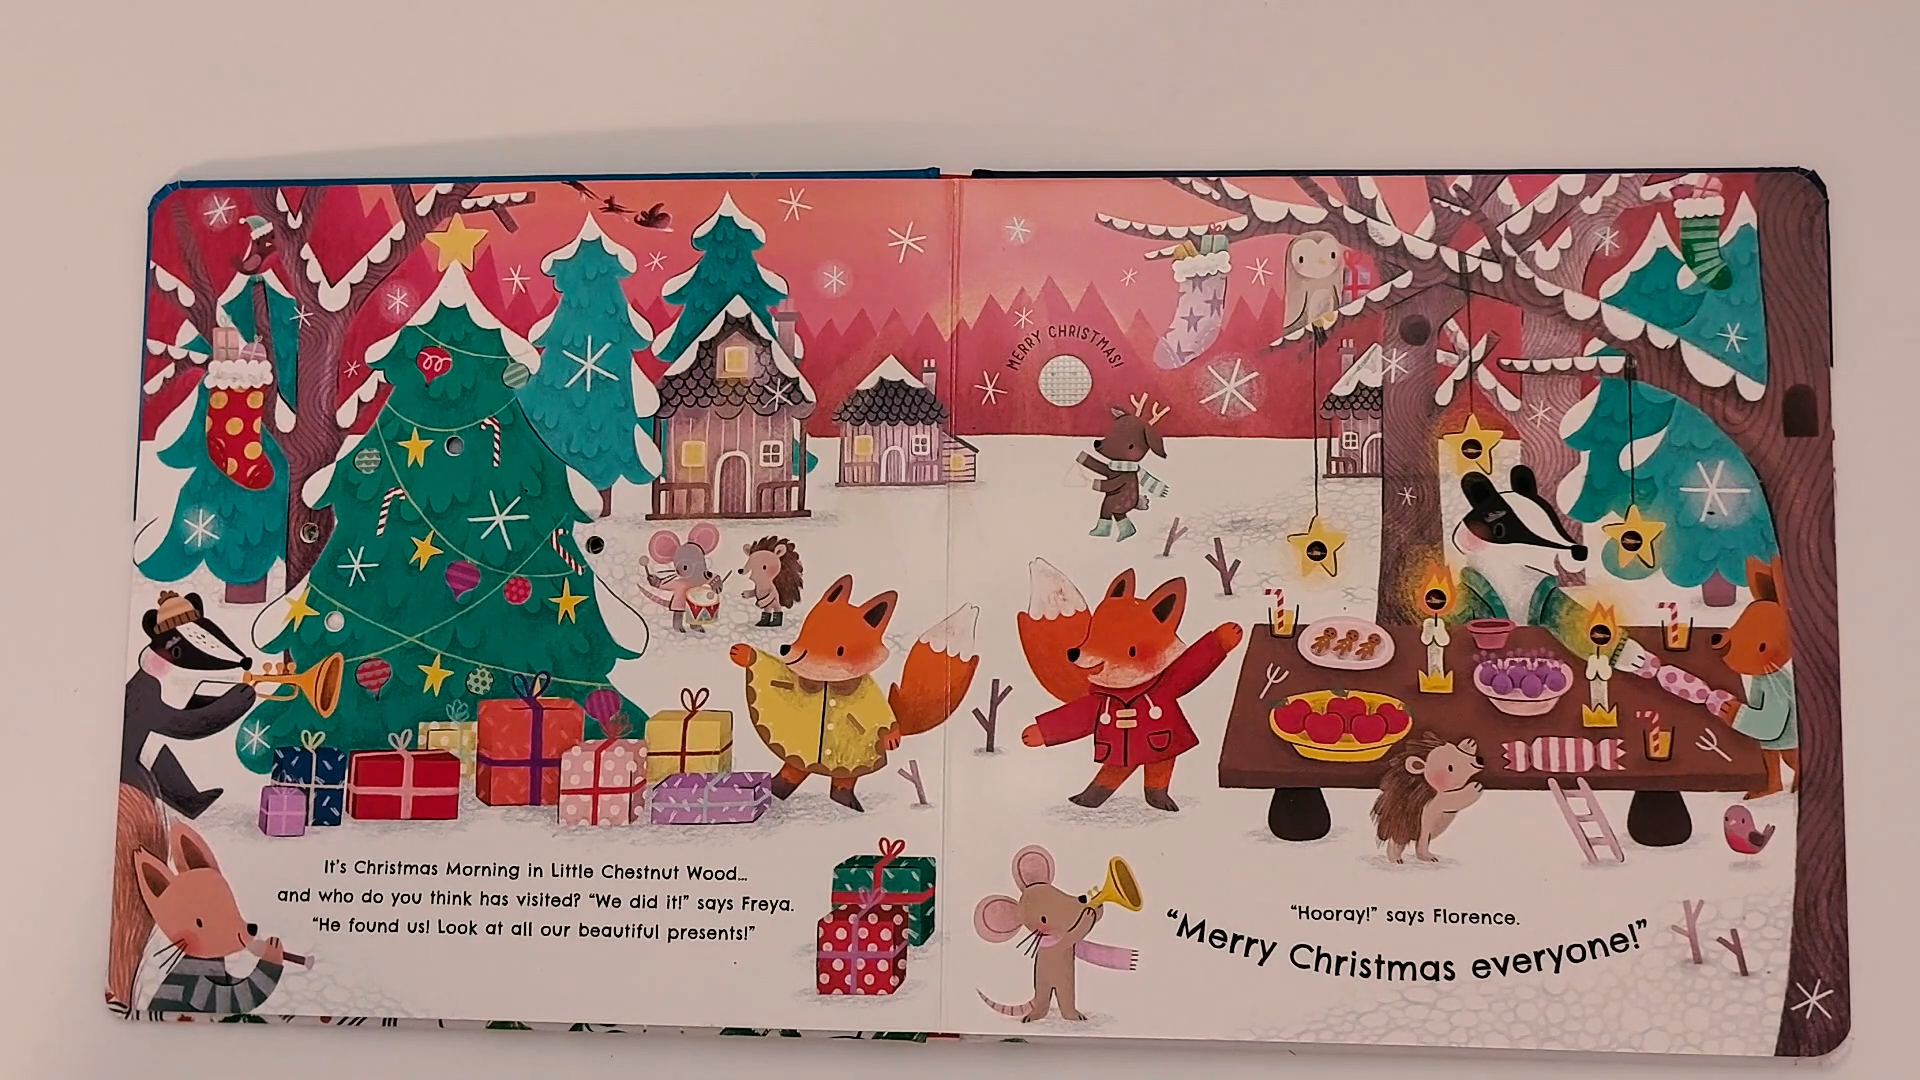 It's Christmas Morning in Little Chestnut Wood...
and who do you think has visited? "We did it!" says Freya.
"He found us! Look at all our beautiful presents!"
MERRY CHRISTMAS!
"Hooray!" says Florence.
"Merry Christmas everyone!"